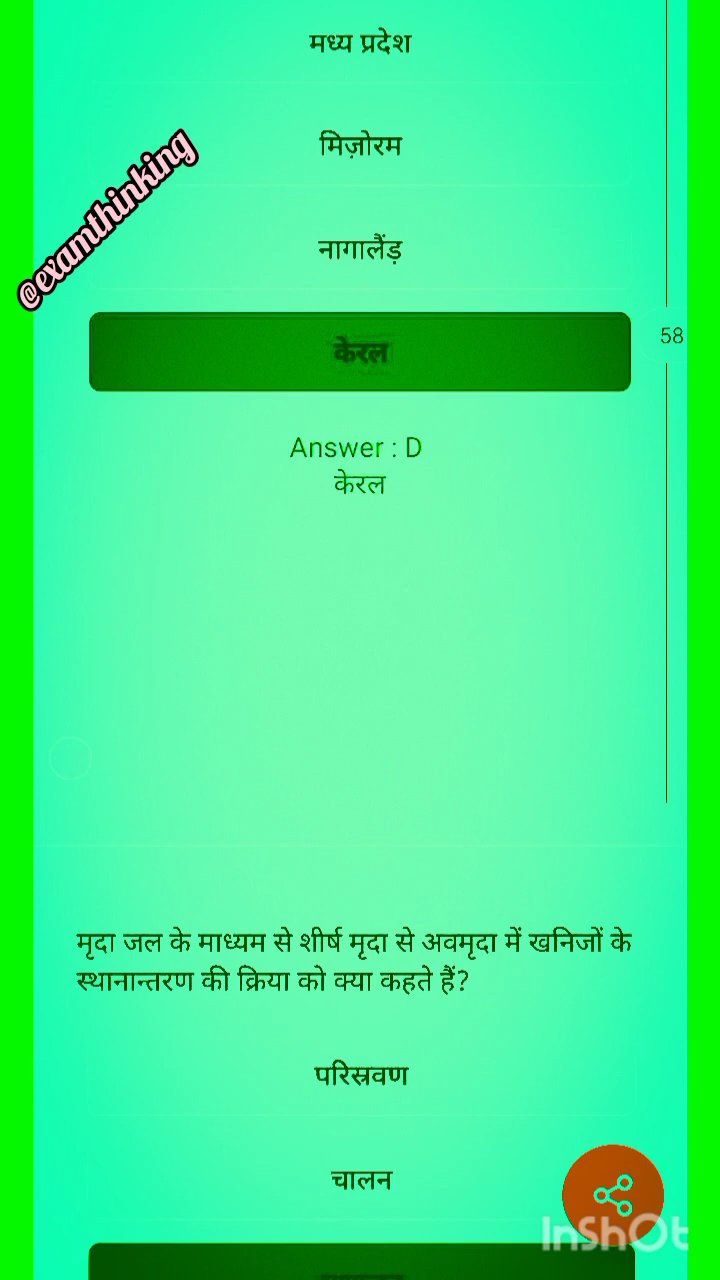 मध्य प्रदेश
मिज़ोरम
@examthinking
नागालैंड़
केरल
58
Answer : D
केरल
मृदा जल के माध्यम से शीर्ष मृदा से अवमृदा में खनिजों के
स्थानान्तरण की क्रिया को क्या कहते हैं?
परिस्रवण
चालन
InShOt